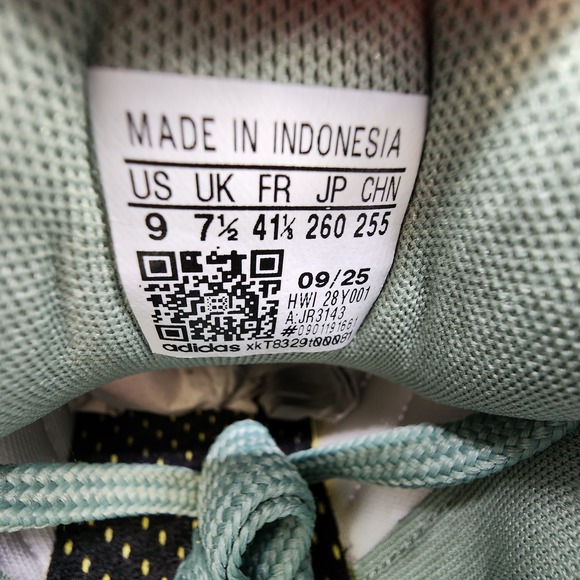 MADE IN INDONESIA
US UK FR JP CHN
9 7½ 41⅓ 260 255
09/25
HWI 28Y001
A:JR3143
adidas